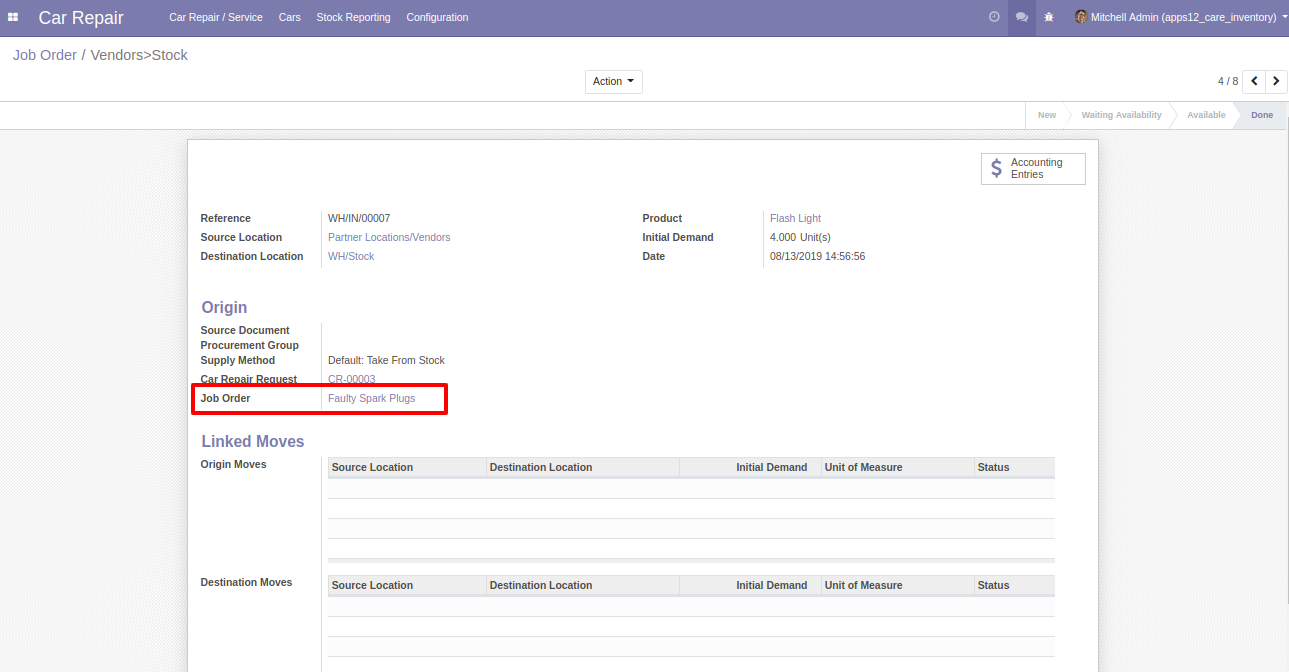 Car Repair Car Repair / Service Cars Stock Reporting Configuration Mitchell Admin (apps12_care_inventory)
Job Order / Vendors>Stock
Action 4 / 8
New Waiting Availability Available Done
$ Accounting
Entries
Reference WH/IN/00007 Product Flash Light
Source Location Partner Locations/Vendors Initial Demand 4.000 Unit(s)
Destination Location WH/Stock Date 08/13/2019 14:56:56
Origin
Source Document
Procurement Group
Supply Method Default: Take From Stock
Car Repair Request CR-00003
Job Order Faulty Spark Plugs
Linked Moves
Origin Moves Source Location Destination Location Initial Demand Unit of Measure Status
Destination Moves Source Location Destination Location Initial Demand Unit of Measure Status